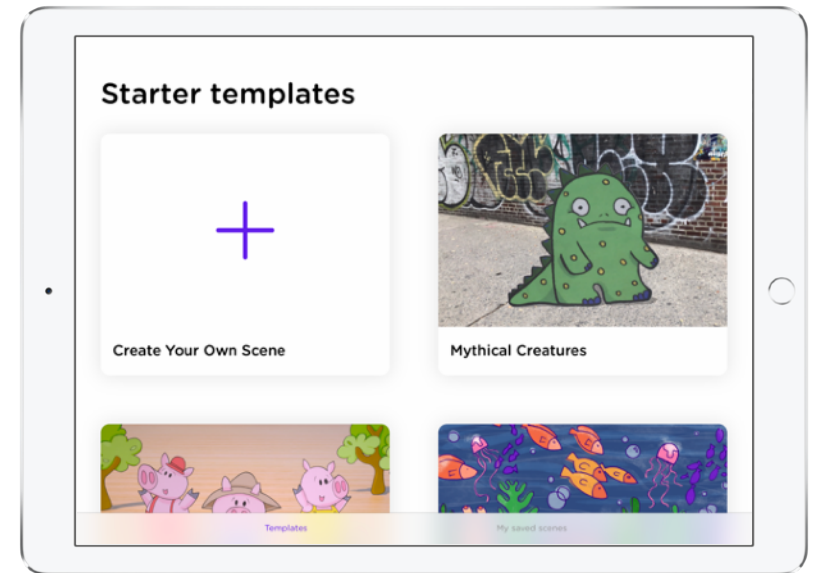 Starter templates
Create Your Own Scene
Mythical Creatures
Templates
My saved scenes